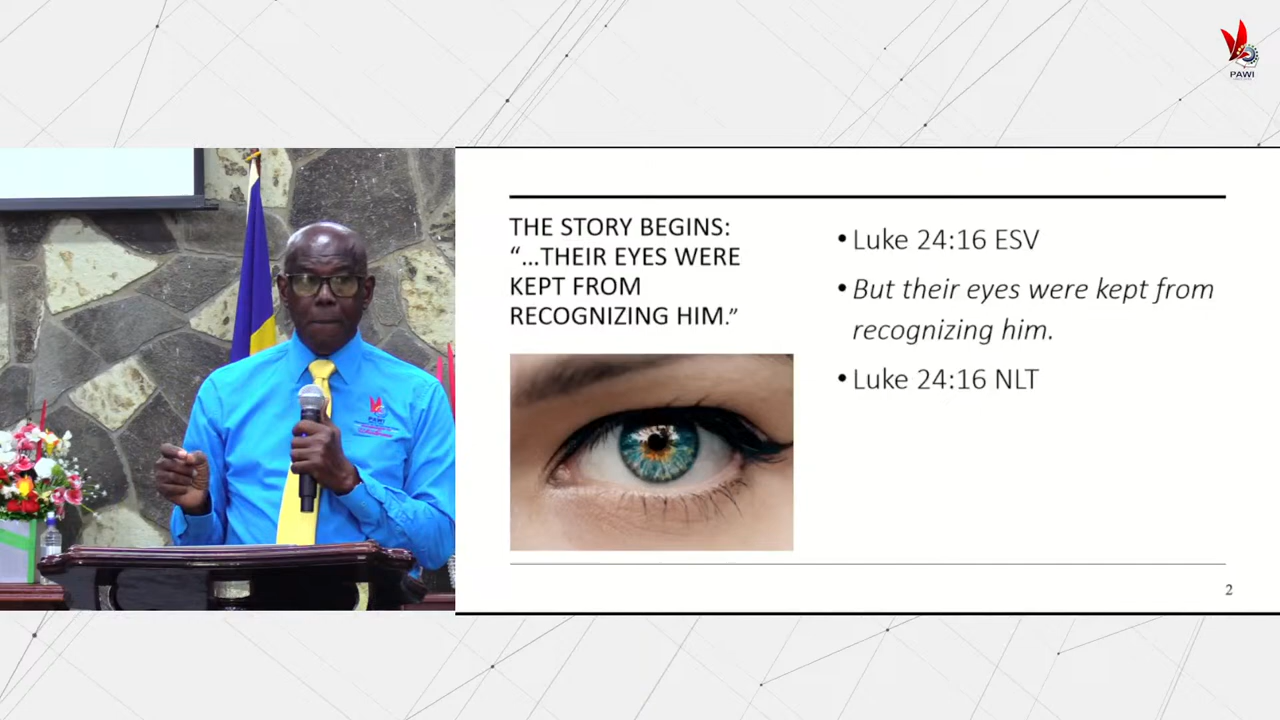 PAWI
THE STORY BEGINS:
“…THEIR EYES WERE
KEPT FROM
RECOGNIZING HIM.”
• Luke 24:16 ESV
• But their eyes were kept from
recognizing him.
• Luke 24:16 NLT
2
PAWI